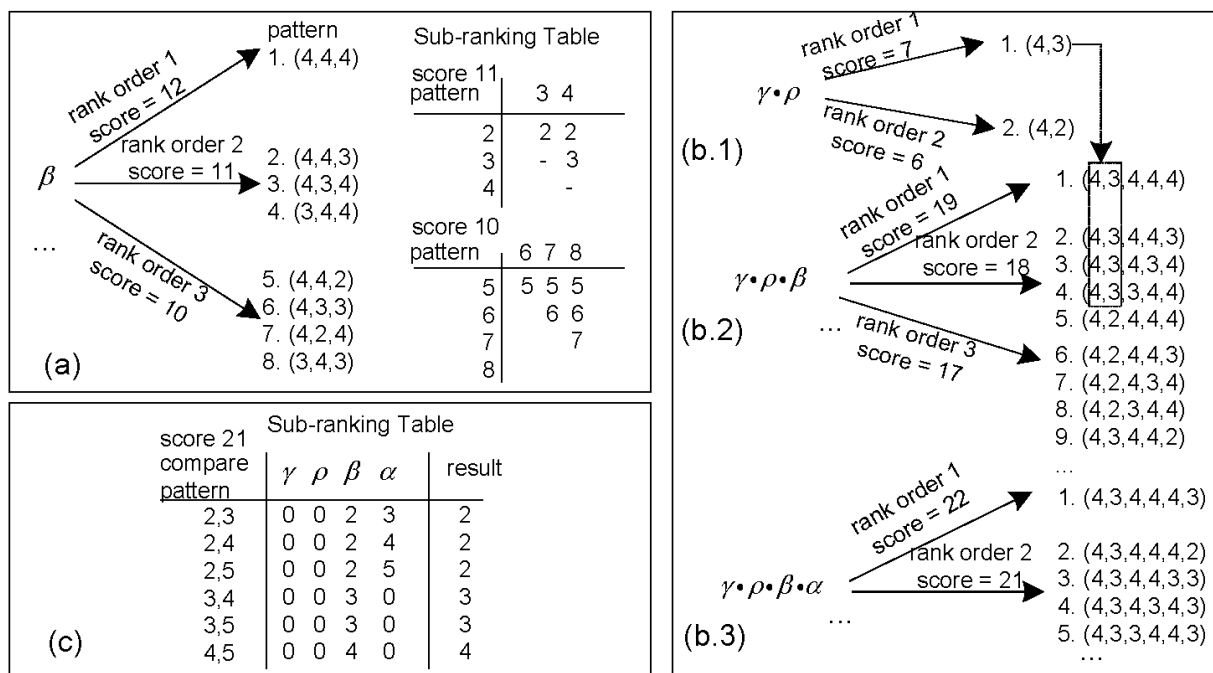 pattern
1. (4,4,4)
rank order 1
score = 12
rank order 2
score = 11
2. (4,4,3)
3. (4,3,4)
4. (3,4,4)
β
...
rank order 3
score = 10
5. (4,4,2)
6. (4,3,3)
7. (4,2,4)
8. (3,4,3)
(a)
Sub-ranking Table
score 11
pattern 3 4
2 2 2
3 - 3
4 -
score 10
pattern 6 7 8
5 5 5 5
6 6 6
7 7
8
Sub-ranking Table
score 21
compare
pattern γ ρ β α result
2,3 0 0 2 3 2
2,4 0 0 2 4 2
2,5 0 0 2 5 2
3,4 0 0 3 0 3
3,5 0 0 3 0 3
4,5 0 0 4 0 4
(c)
rank order 1
score = 7
1. (4,3)
γ•ρ
rank order 2
score = 6
2. (4,2)
(b.1)
rank order 1
score = 19
1. (4,3,4,4,4)
rank order 2
score = 18
2. (4,3,4,4,3)
3. (4,3,4,3,4)
4. (4,3,3,4,4)
5. (4,2,4,4,4)
γ•ρ•β
...
(b.2)
rank order 3
score = 17
6. (4,2,4,4,3)
7. (4,2,4,3,4)
8. (4,2,3,4,4)
9. (4,3,4,4,2)
...
rank order 1
score = 22
1. (4,3,4,4,4,3)
rank order 2
score = 21
2. (4,3,4,4,4,2)
3. (4,3,4,4,3,3)
4. (4,3,4,3,4,3)
5. (4,3,3,4,4,3)
...
γ•ρ•β•α
...
(b.3)